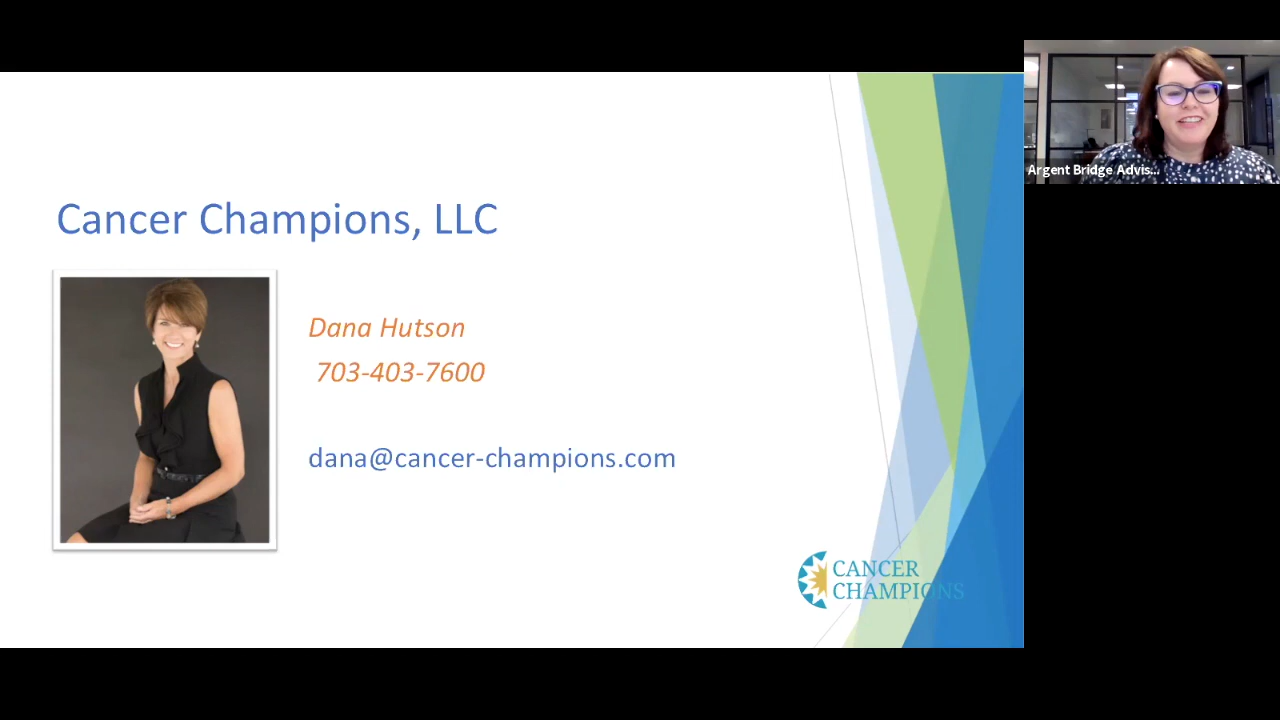 Cancer Champions, LLC
Dana Hutson
703-403-7600
dana@cancer-champions.com
CANCER
CHAMPIONS
Argent Bridge Advis...